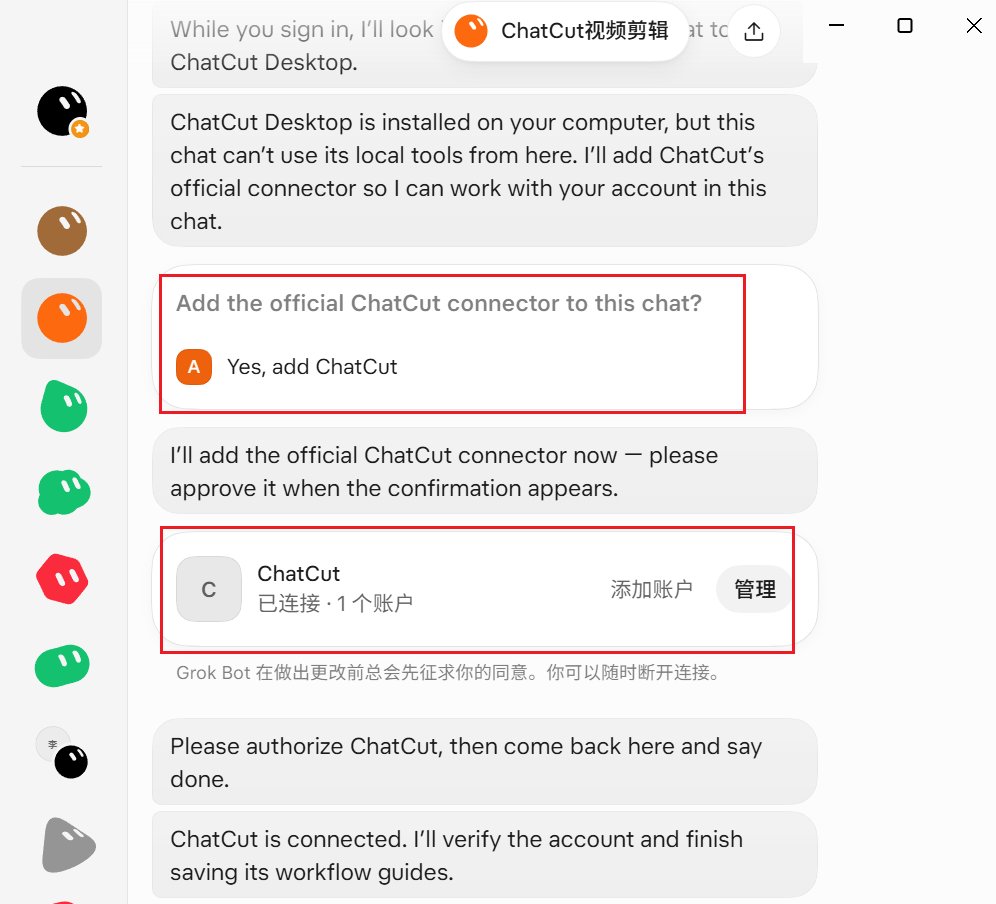 While you sign in, I’ll look
ChatCut视频剪辑
at to
ChatCut Desktop.
ChatCut Desktop is installed on your computer, but this
chat can’t use its local tools from here. I’ll add ChatCut’s
official connector so I can work with your account in this
chat.
Add the official ChatCut connector to this chat?
A Yes, add ChatCut
I’ll add the official ChatCut connector now — please
approve it when the confirmation appears.
C
ChatCut
已连接 · 1 个账户
添加账户
管理
Grok Bot 在做出更改前总会先征求你的同意。你可以随时断开连接。
李
Please authorize ChatCut, then come back here and say
done.
ChatCut is connected. I’ll verify the account and finish
saving its workflow guides.